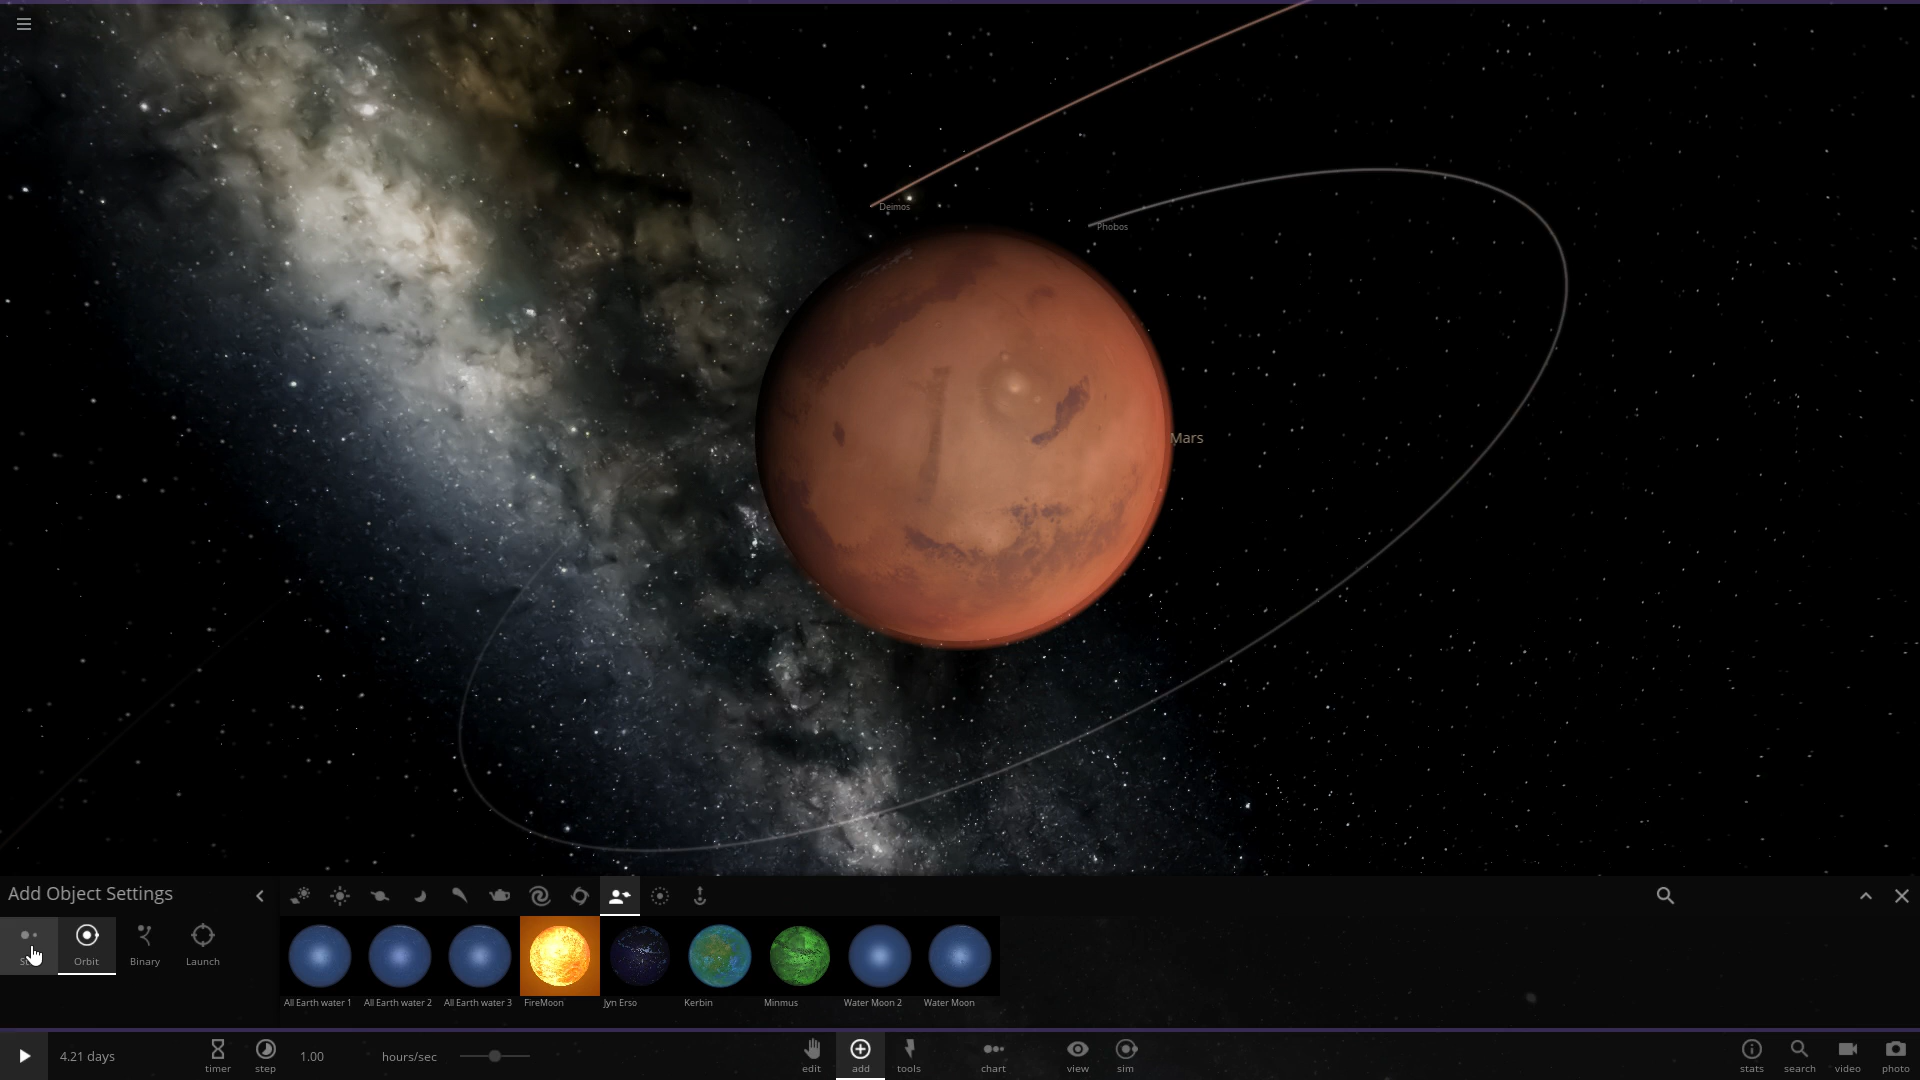 Deimos
Phobos
Mars
Add Object Settings
Orbit
Binary
Launch
All Earth water 1
All Earth water 2
All Earth water 3
FireMoon
Jyn Erso
Kerbin
Minmus
Water Moon 2
Water Moon
4.21 days
timer
step
1.00
hours/sec
edit
add
tools
chart
view
sim
stats
search
video
photo